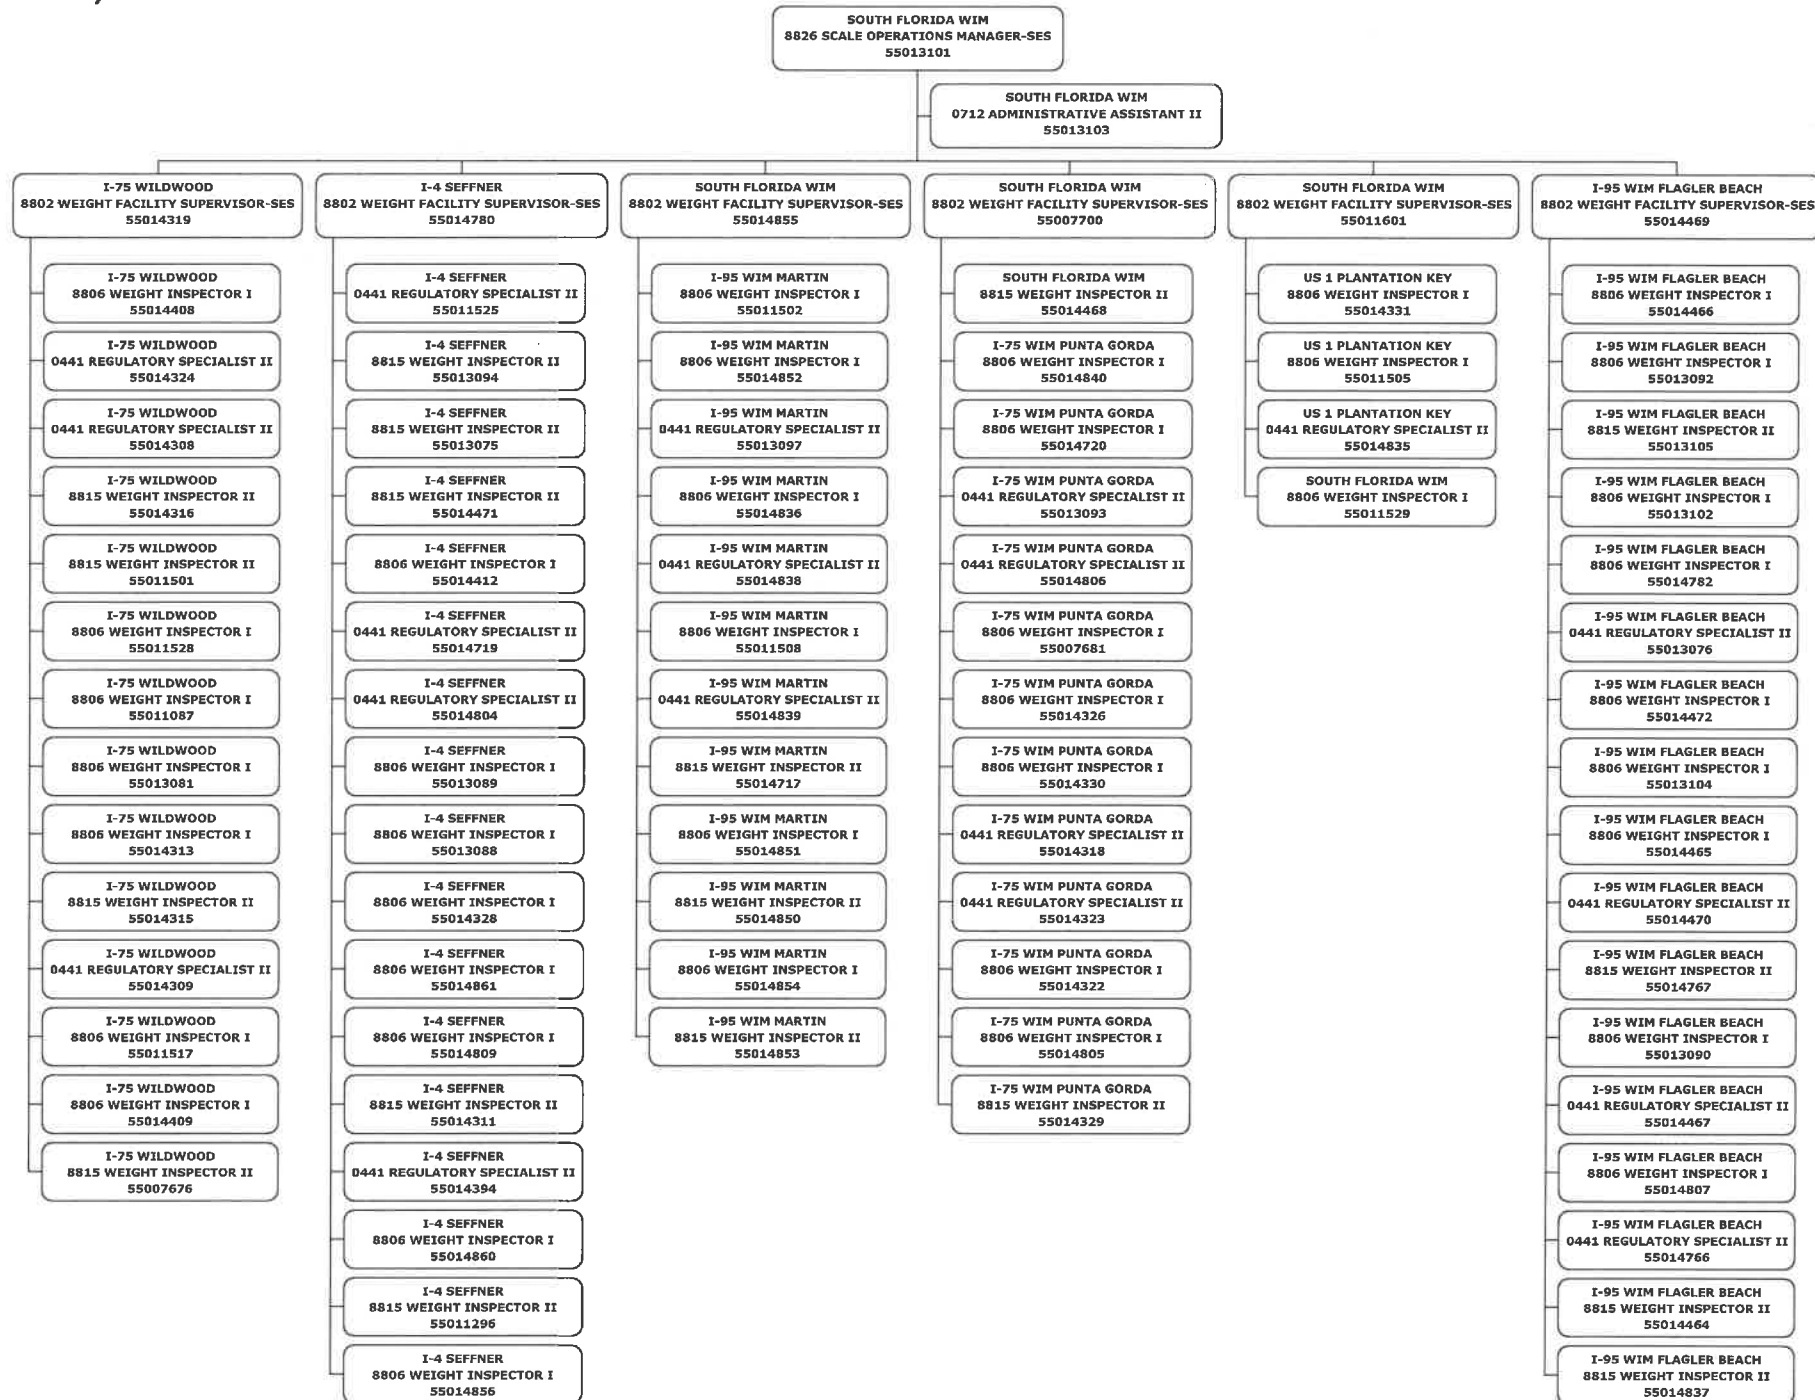 SOUTH FLORIDA WIM
8826 SCALE OPERATIONS MANAGER-SES
55013101
SOUTH FLORIDA WIM
0712 ADMINISTRATIVE ASSISTANT II
55013103
I-75 WILDWOOD
8802 WEIGHT FACILITY SUPERVISOR-SES
55014319
I-75 WILDWOOD
8806 WEIGHT INSPECTOR I
55014408
I-75 WILDWOOD
0441 REGULATORY SPECIALIST II
55014324
I-75 WILDWOOD
0441 REGULATORY SPECIALIST II
55014308
I-75 WILDWOOD
8815 WEIGHT INSPECTOR II
55014316
I-75 WILDWOOD
8815 WEIGHT INSPECTOR II
55011501
I-75 WILDWOOD
8806 WEIGHT INSPECTOR I
55011528
I-75 WILDWOOD
8806 WEIGHT INSPECTOR I
55011087
I-75 WILDWOOD
8806 WEIGHT INSPECTOR I
55013081
I-75 WILDWOOD
8806 WEIGHT INSPECTOR I
55014313
I-75 WILDWOOD
8815 WEIGHT INSPECTOR II
55014315
I-75 WILDWOOD
0441 REGULATORY SPECIALIST II
55014309
I-75 WILDWOOD
8806 WEIGHT INSPECTOR I
55011517
I-75 WILDWOOD
8806 WEIGHT INSPECTOR I
55014409
I-75 WILDWOOD
8815 WEIGHT INSPECTOR II
55007676
I-4 SEFFNER
8802 WEIGHT FACILITY SUPERVISOR-SES
55014780
I-4 SEFFNER
0441 REGULATORY SPECIALIST II
55011525
I-4 SEFFNER
8815 WEIGHT INSPECTOR II
55013094
I-4 SEFFNER
8815 WEIGHT INSPECTOR II
55013075
I-4 SEFFNER
8815 WEIGHT INSPECTOR II
55014471
I-4 SEFFNER
8806 WEIGHT INSPECTOR I
55014412
I-4 SEFFNER
0441 REGULATORY SPECIALIST II
55014719
I-4 SEFFNER
0441 REGULATORY SPECIALIST II
55014804
I-4 SEFFNER
8806 WEIGHT INSPECTOR I
55013089
I-4 SEFFNER
8806 WEIGHT INSPECTOR I
55013088
I-4 SEFFNER
8806 WEIGHT INSPECTOR I
55014328
I-4 SEFFNER
8806 WEIGHT INSPECTOR I
55014861
I-4 SEFFNER
8806 WEIGHT INSPECTOR I
55014809
I-4 SEFFNER
8815 WEIGHT INSPECTOR II
55014311
I-4 SEFFNER
0441 REGULATORY SPECIALIST II
55014394
I-4 SEFFNER
8806 WEIGHT INSPECTOR I
55014860
I-4 SEFFNER
8815 WEIGHT INSPECTOR II
55011296
I-4 SEFFNER
8806 WEIGHT INSPECTOR I
55014856
SOUTH FLORIDA WIM
8802 WEIGHT FACILITY SUPERVISOR-SES
55014855
I-95 WIM MARTIN
8806 WEIGHT INSPECTOR I
55011502
I-95 WIM MARTIN
8806 WEIGHT INSPECTOR I
55014852
I-95 WIM MARTIN
0441 REGULATORY SPECIALIST II
55013097
I-95 WIM MARTIN
8806 WEIGHT INSPECTOR I
55014836
I-95 WIM MARTIN
0441 REGULATORY SPECIALIST II
55014838
I-95 WIM MARTIN
8806 WEIGHT INSPECTOR I
55011508
I-95 WIM MARTIN
0441 REGULATORY SPECIALIST II
55014839
I-95 WIM MARTIN
8815 WEIGHT INSPECTOR II
55014717
I-95 WIM MARTIN
8806 WEIGHT INSPECTOR I
55014851
I-95 WIM MARTIN
8815 WEIGHT INSPECTOR II
55014850
I-95 WIM MARTIN
8806 WEIGHT INSPECTOR I
55014854
I-95 WIM MARTIN
8815 WEIGHT INSPECTOR II
55014853
SOUTH FLORIDA WIM
8802 WEIGHT FACILITY SUPERVISOR-SES
55007700
SOUTH FLORIDA WIM
8815 WEIGHT INSPECTOR II
55014468
I-75 WIM PUNTA GORDA
8806 WEIGHT INSPECTOR I
55014840
I-75 WIM PUNTA GORDA
8806 WEIGHT INSPECTOR I
55014720
I-75 WIM PUNTA GORDA
0441 REGULATORY SPECIALIST II
55013093
I-75 WIM PUNTA GORDA
0441 REGULATORY SPECIALIST II
55014806
I-75 WIM PUNTA GORDA
8806 WEIGHT INSPECTOR I
55007681
I-75 WIM PUNTA GORDA
8806 WEIGHT INSPECTOR I
55014326
I-75 WIM PUNTA GORDA
8806 WEIGHT INSPECTOR I
55014330
I-75 WIM PUNTA GORDA
0441 REGULATORY SPECIALIST II
55014318
I-75 WIM PUNTA GORDA
0441 REGULATORY SPECIALIST II
55014323
I-75 WIM PUNTA GORDA
8806 WEIGHT INSPECTOR I
55014322
I-75 WIM PUNTA GORDA
8806 WEIGHT INSPECTOR I
55014805
I-75 WIM PUNTA GORDA
8815 WEIGHT INSPECTOR II
55014329
SOUTH FLORIDA WIM
8802 WEIGHT FACILITY SUPERVISOR-SES
55011601
US 1 PLANTATION KEY
8806 WEIGHT INSPECTOR I
55014331
US 1 PLANTATION KEY
8806 WEIGHT INSPECTOR I
55011505
US 1 PLANTATION KEY
0441 REGULATORY SPECIALIST II
55014835
SOUTH FLORIDA WIM
8806 WEIGHT INSPECTOR I
55011529
I-95 WIM FLAGLER BEACH
8802 WEIGHT FACILITY SUPERVISOR-SES
55014469
I-95 WIM FLAGLER BEACH
8806 WEIGHT INSPECTOR I
55014466
I-95 WIM FLAGLER BEACH
8806 WEIGHT INSPECTOR I
55013092
I-95 WIM FLAGLER BEACH
8815 WEIGHT INSPECTOR II
55013105
I-95 WIM FLAGLER BEACH
8806 WEIGHT INSPECTOR I
55013102
I-95 WIM FLAGLER BEACH
8806 WEIGHT INSPECTOR I
55014782
I-95 WIM FLAGLER BEACH
0441 REGULATORY SPECIALIST II
55013076
I-95 WIM FLAGLER BEACH
8806 WEIGHT INSPECTOR I
55014472
I-95 WIM FLAGLER BEACH
8806 WEIGHT INSPECTOR I
55013104
I-95 WIM FLAGLER BEACH
8806 WEIGHT INSPECTOR I
55014465
I-95 WIM FLAGLER BEACH
0441 REGULATORY SPECIALIST II
55014470
I-95 WIM FLAGLER BEACH
8815 WEIGHT INSPECTOR II
55014767
I-95 WIM FLAGLER BEACH
8806 WEIGHT INSPECTOR I
55013090
I-95 WIM FLAGLER BEACH
0441 REGULATORY SPECIALIST II
55014467
I-95 WIM FLAGLER BEACH
8806 WEIGHT INSPECTOR I
55014807
I-95 WIM FLAGLER BEACH
0441 REGULATORY SPECIALIST II
55014766
I-95 WIM FLAGLER BEACH
8815 WEIGHT INSPECTOR II
55014464
I-95 WIM FLAGLER BEACH
8815 WEIGHT INSPECTOR II
55014837